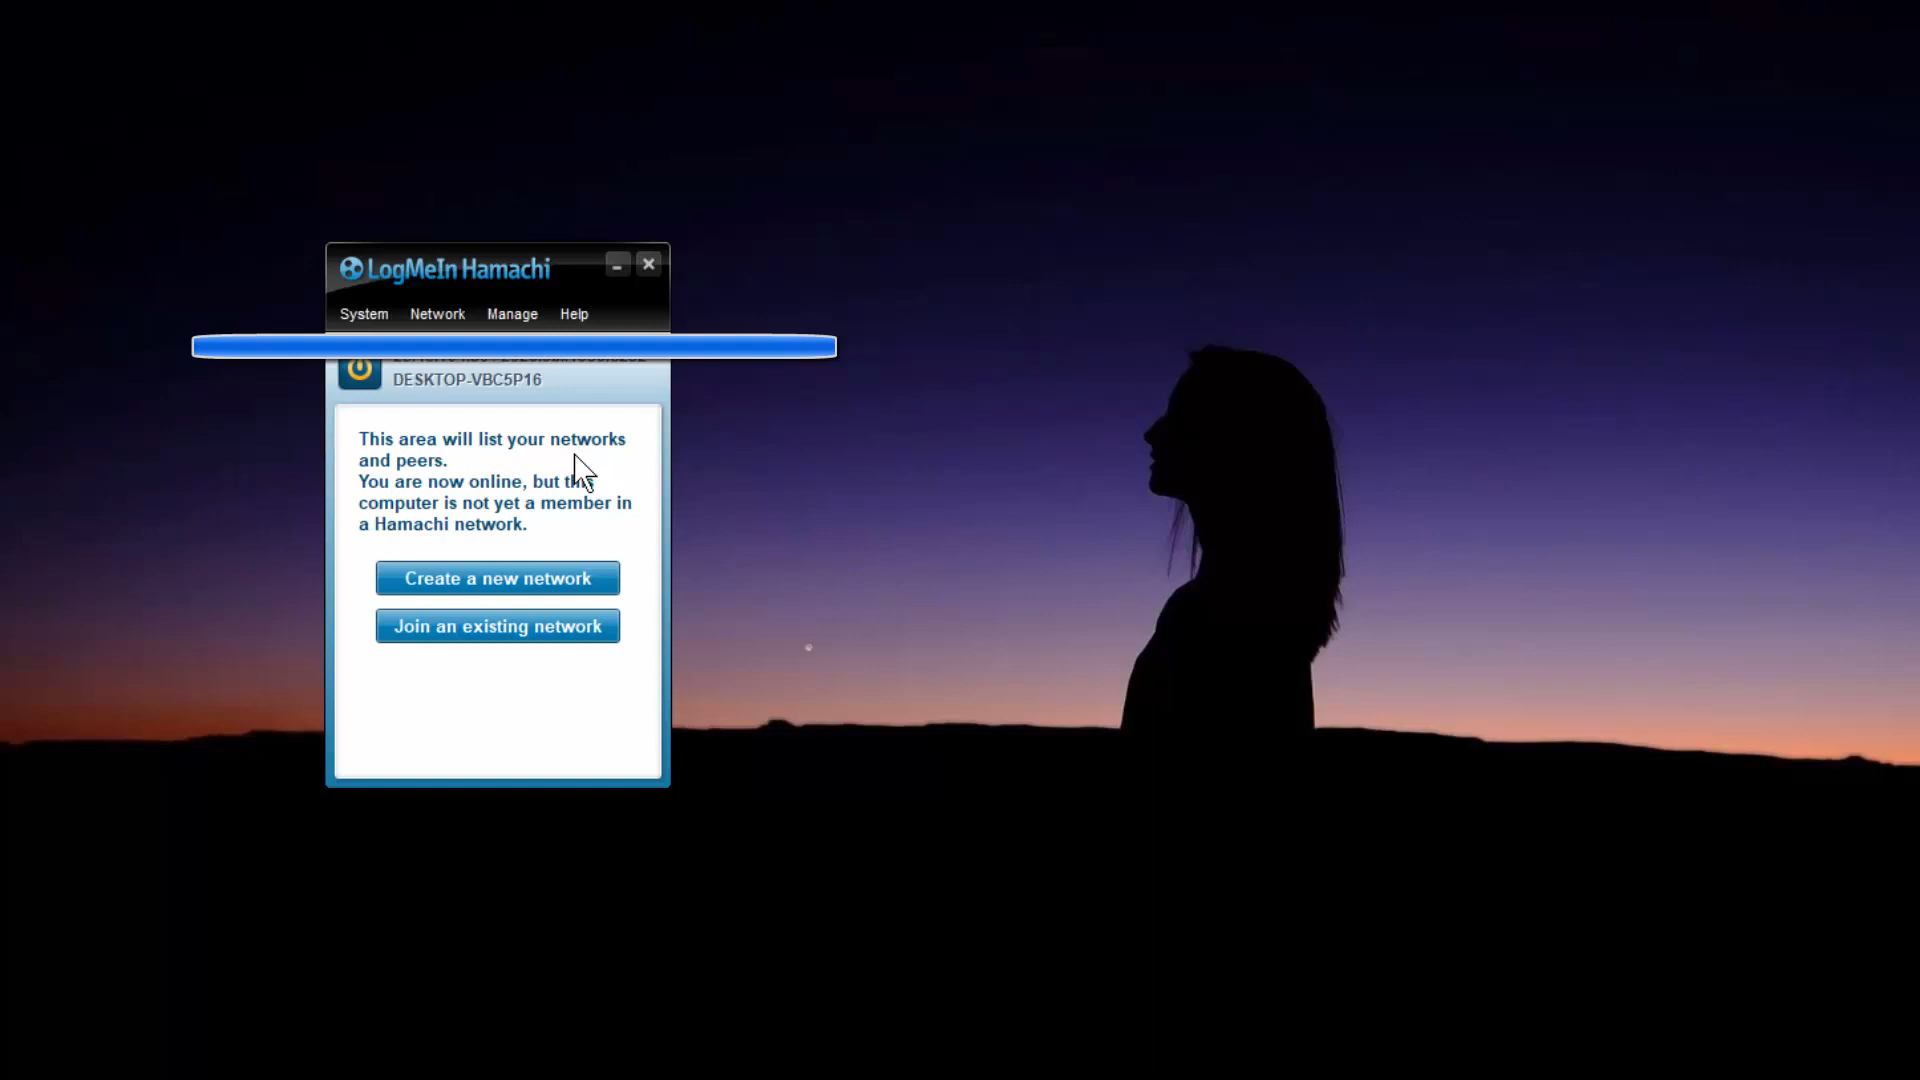 LogMeIn Hamachi
System Network Manage Help
DESKTOP-VBC5P16
This area will list your networks
and peers.
You are now online, but this
computer is not yet a member in
a Hamachi network.
Create a new network
Join an existing network